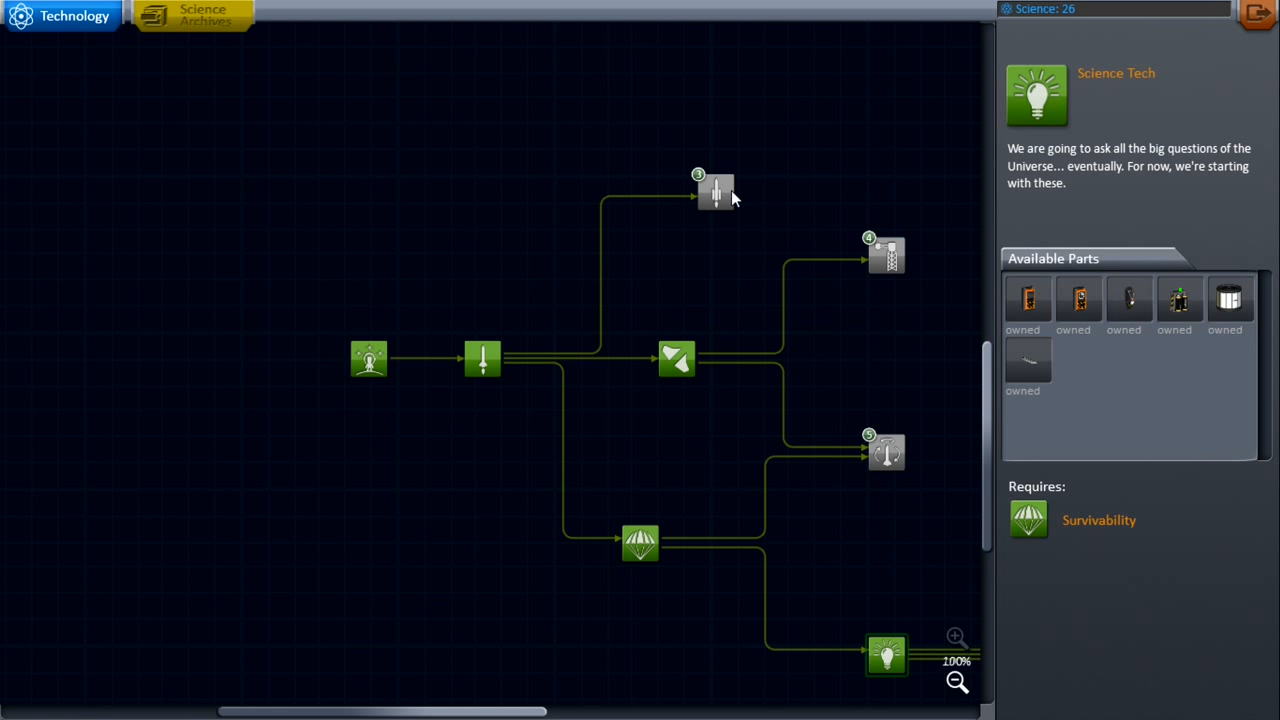 Technology
Science
Archives
Science: 26
Science Tech
We are going to ask all the big questions of the
Universe... eventually. For now, we're starting
with these.
Available Parts
owned owned owned owned owned
owned
Requires:
Survivability
3
4
5
100%